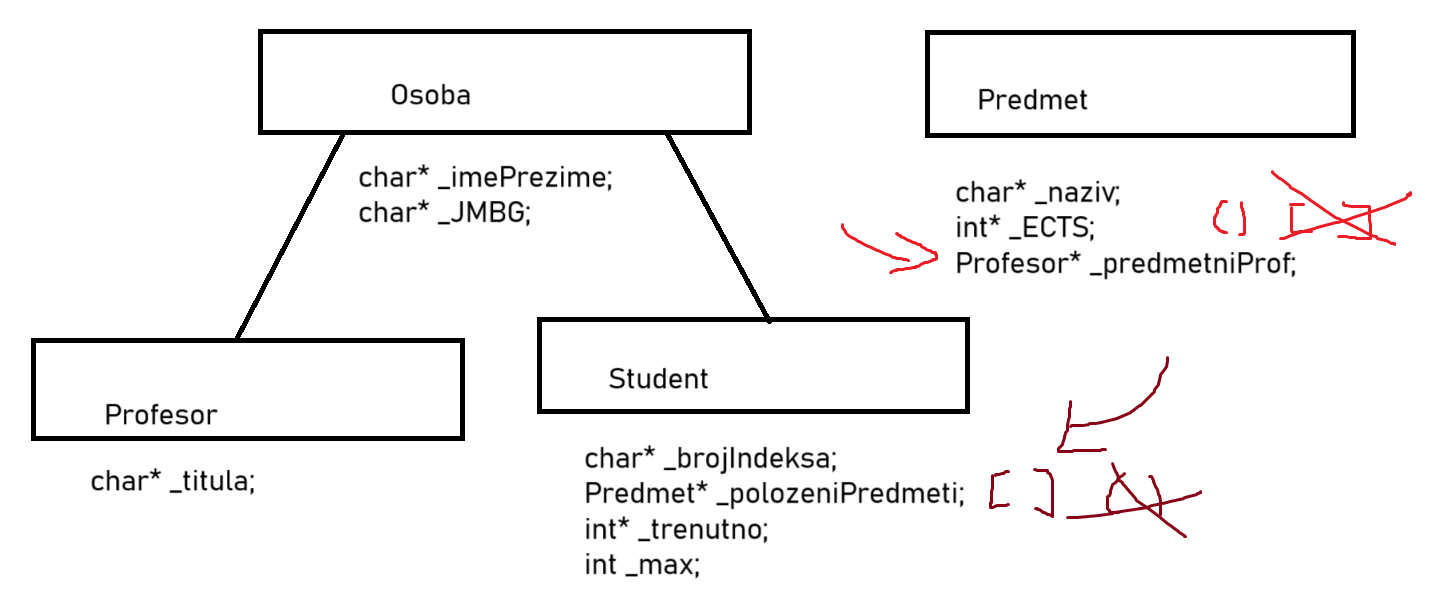 Osoba
char* _imePrezime;
char* _JMBG;
Predmet
char* _naziv;
int* _ECTS;
() []
Profesor* _predmetniProf;
Profesor
char* _titula;
Student
char* _brojIndeksa;
Predmet* _polozeniPredmeti; [] ()
int* _trenutno;
int _max;